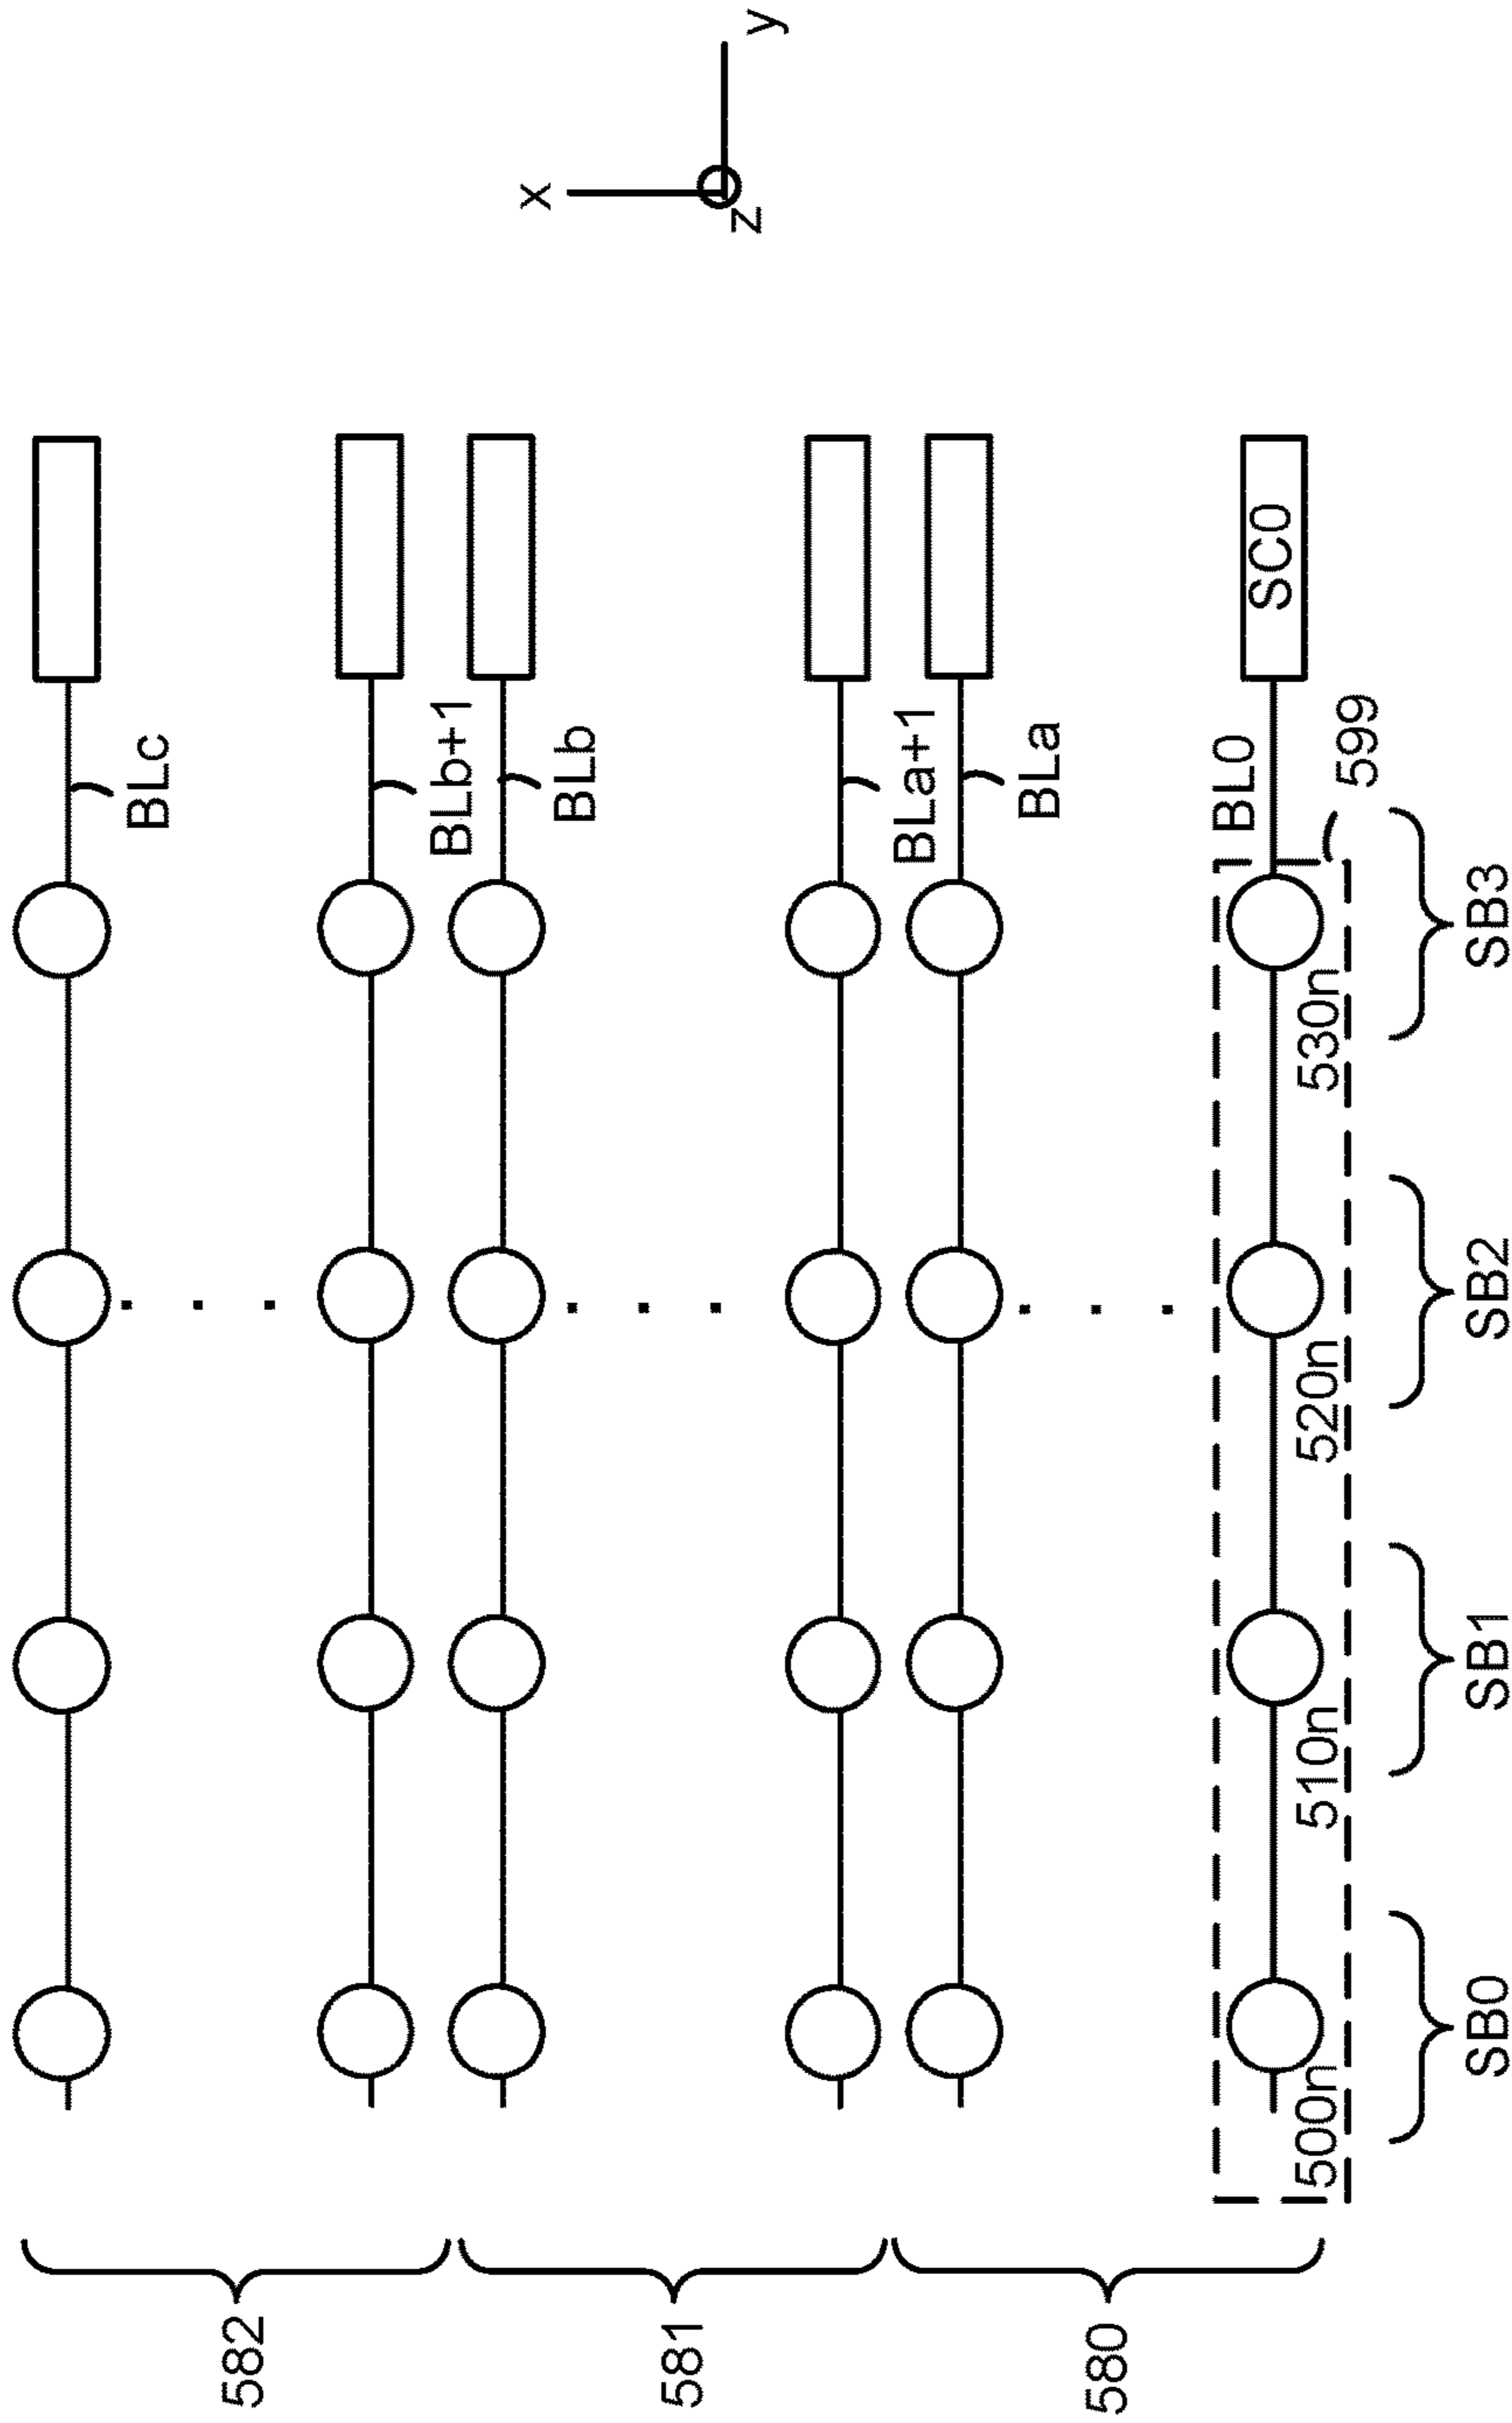 y
x
z
BLc
BLb+1
BLb
BLa+1
BLa
BL0
SC0
599
530n
520n
510n
500n
SB3
SB2
SB1
SB0
582
581
580